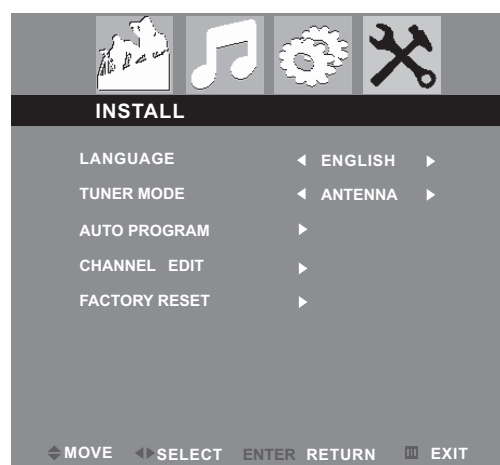 INSTALL
LANGUAGE ENGLISH
TUNER MODE ANTENNA
AUTO PROGRAM
CHANNEL EDIT
FACTORY RESET
MOVE SELECT ENTER RETURN EXIT